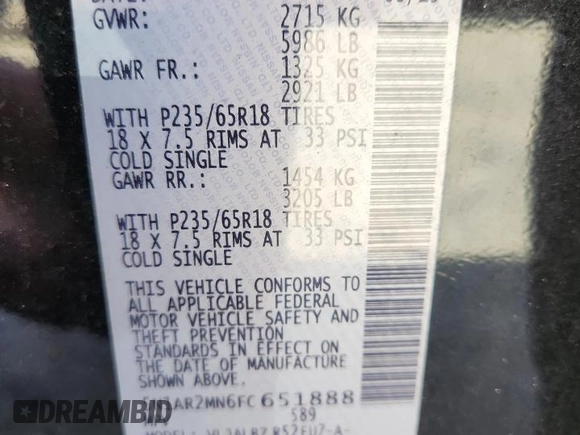 GVWR: 2715 KG
5986 LB
GAWR FR.: 1325 KG
2921 LB
WITH P235/65R18 TIRES
18 X 7.5 RIMS AT 33 PSI
COLD SINGLE
GAWR RR.: 1454 KG
3205 LB
WITH P235/65R18 TIRES
18 X 7.5 RIMS AT 33 PSI
COLD SINGLE
THIS VEHICLE CONFORMS TO
ALL APPLICABLE FEDERAL
MOTOR VEHICLE SAFETY AND
THEFT PREVENTION
STANDARDS IN EFFECT ON
THE DATE OF MANUFACTURE
SHOWN ABOVE.
AR2MN6FC651888
589
BIDHISTORY